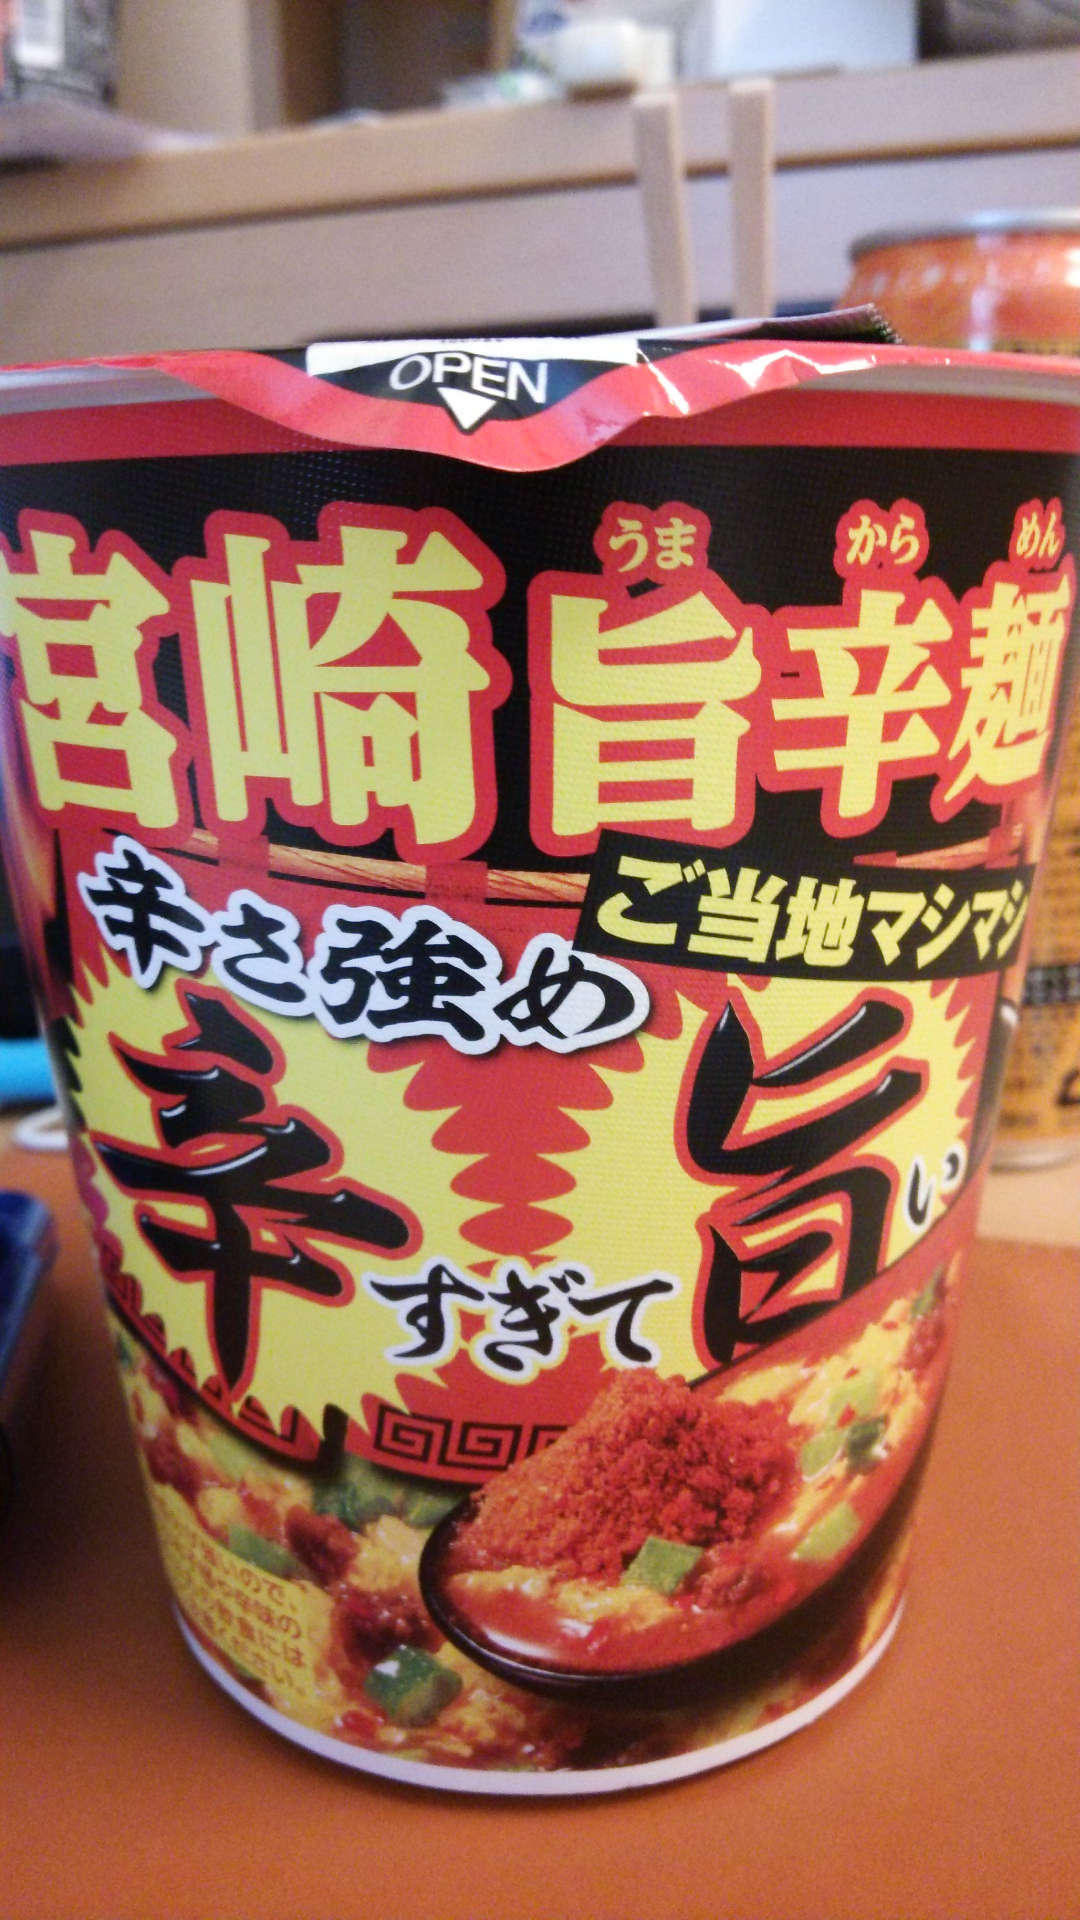 OPEN
うま から めん
宮崎旨辛麺
ご当地マシマシ
辛さ強め
辛すぎて旨い